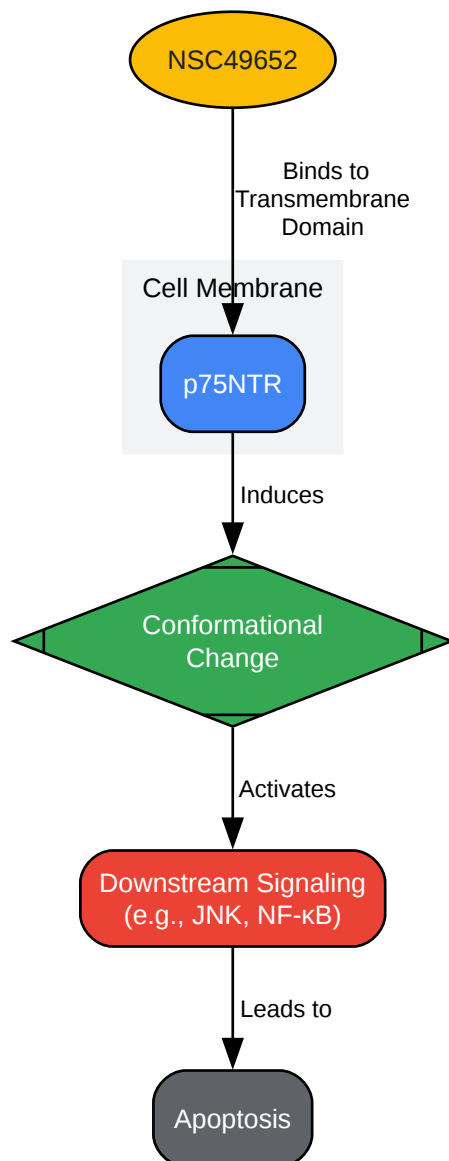 NSC49652
Binds to
Transmembrane
Domain
Cell Membrane
p75NTR
Induces
Conformational
Change
Activates
Downstream Signaling
(e.g., JNK, NF-κB)
Leads to
Apoptosis